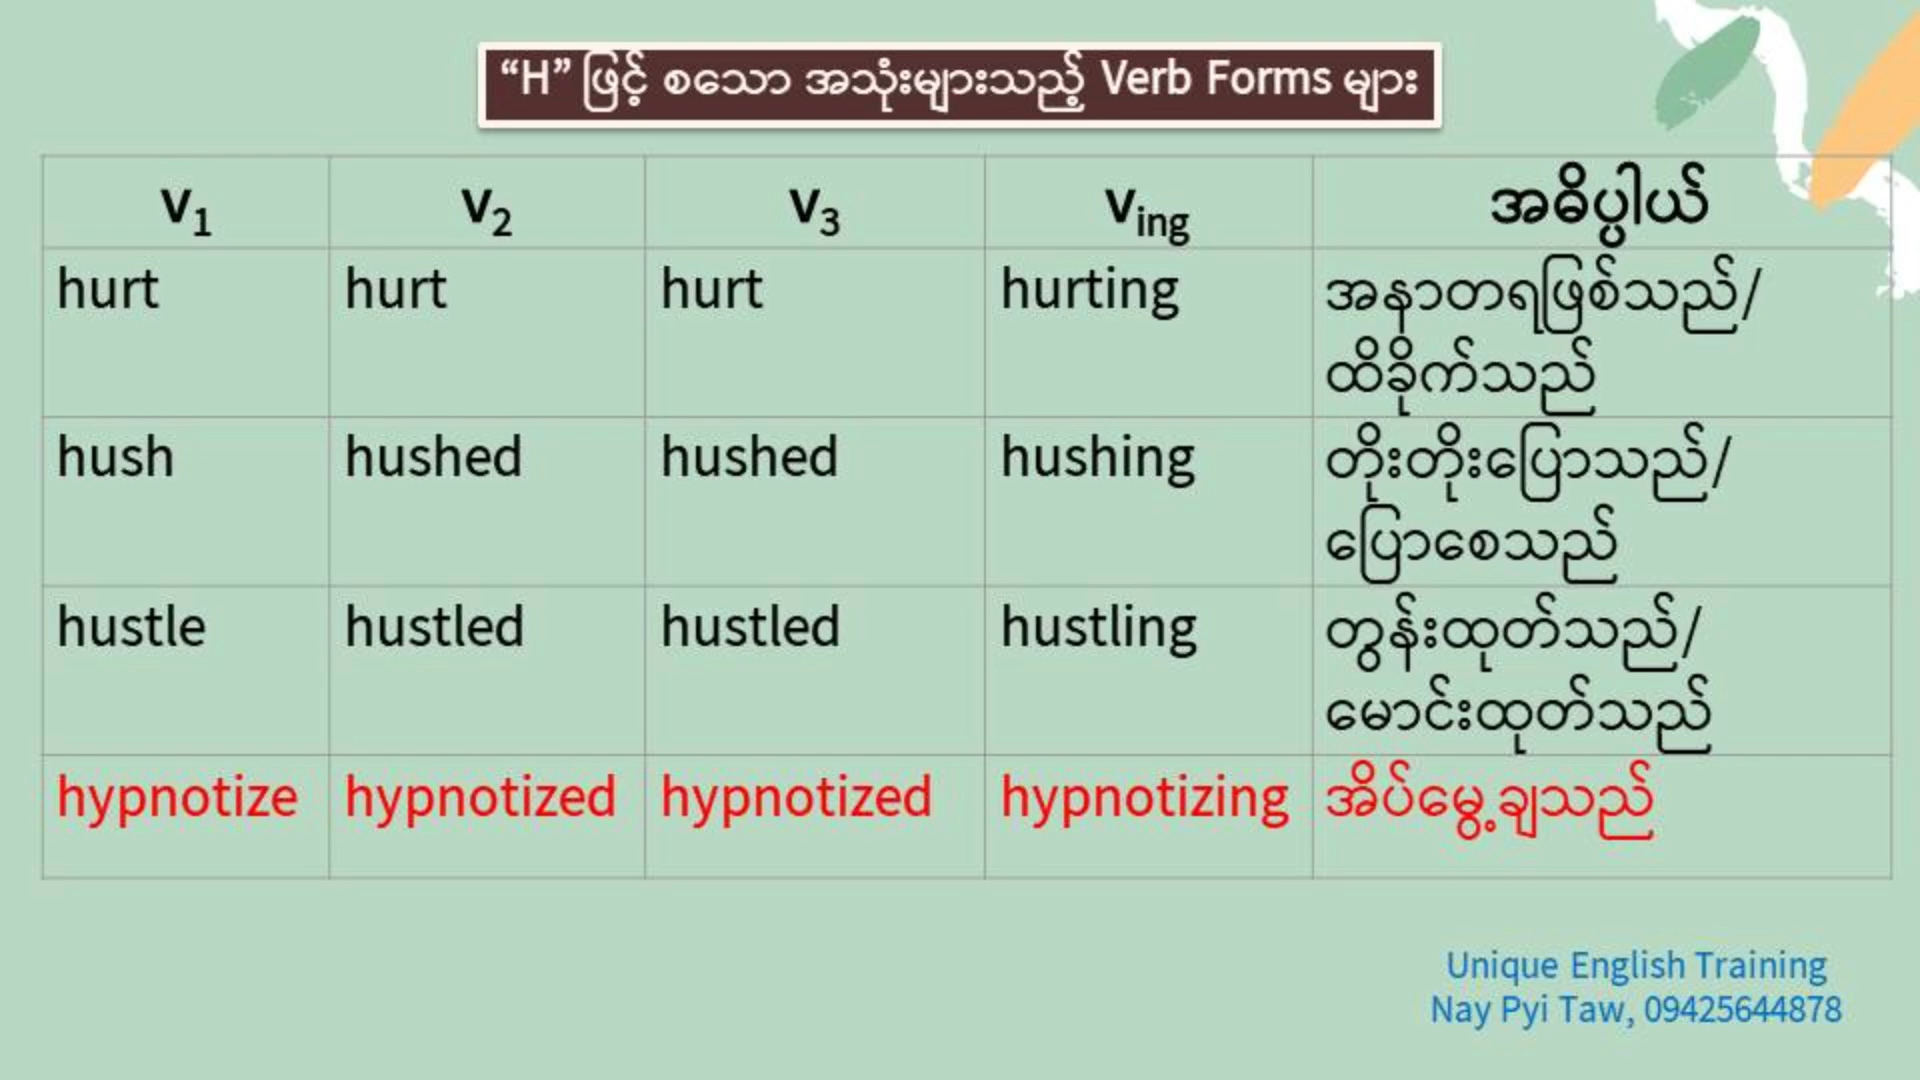 “H” ဖြင့် စသော အသုံးများသည့် Verb Forms များ
V1 V2 V3 Ving အဓိပ္ပါယ်
hurt hurt hurt hurting အနာတရဖြစ်သည်/
ထိခိုက်သည်
hush hushed hushed hushing တိုးတိုးပြောသည်/
ပြောစေသည်
hustle hustled hustled hustling တွန်းထုတ်သည်/
မောင်းထုတ်သည်
hypnotize hypnotized hypnotized hypnotizing အိပ်မွေ့ချသည်
Unique English Training
Nay Pyi Taw, 09425644878